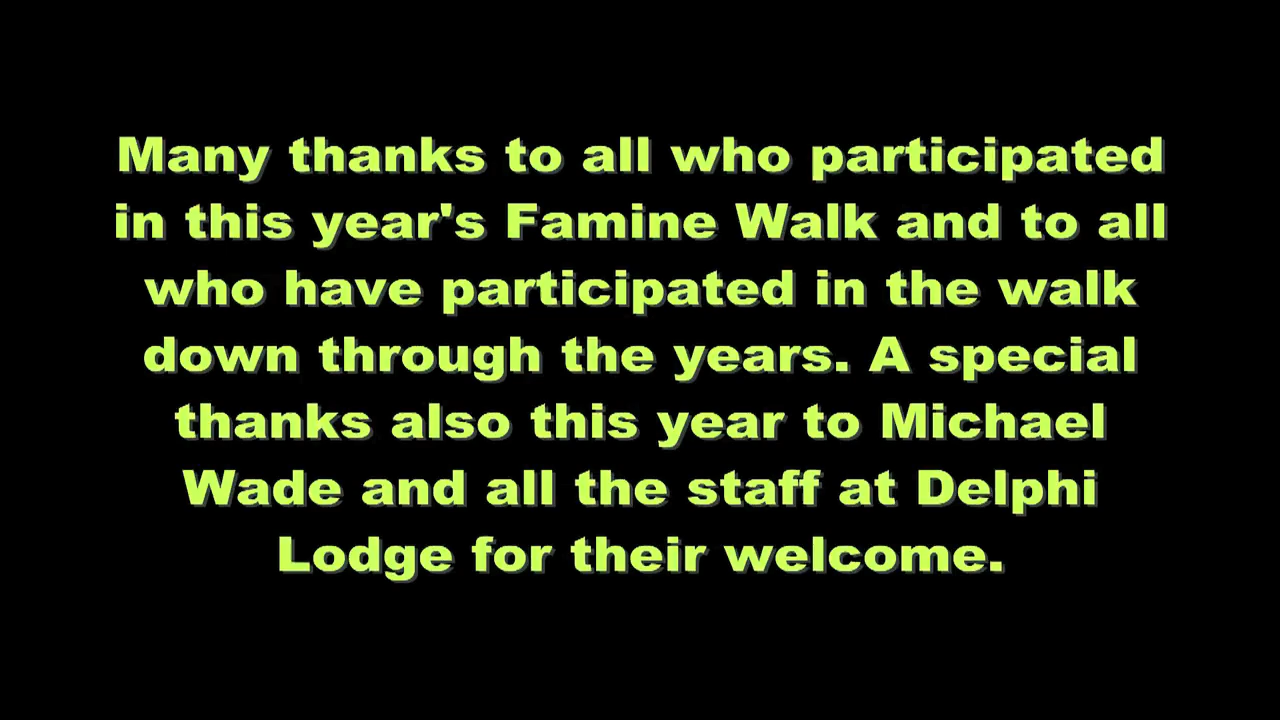 Many thanks to all who participated
in this year's Famine Walk and to all
who have participated in the walk
down through the years. A special
thanks also this year to Michael
Wade and all the staff at Delphi
Lodge for their welcome.